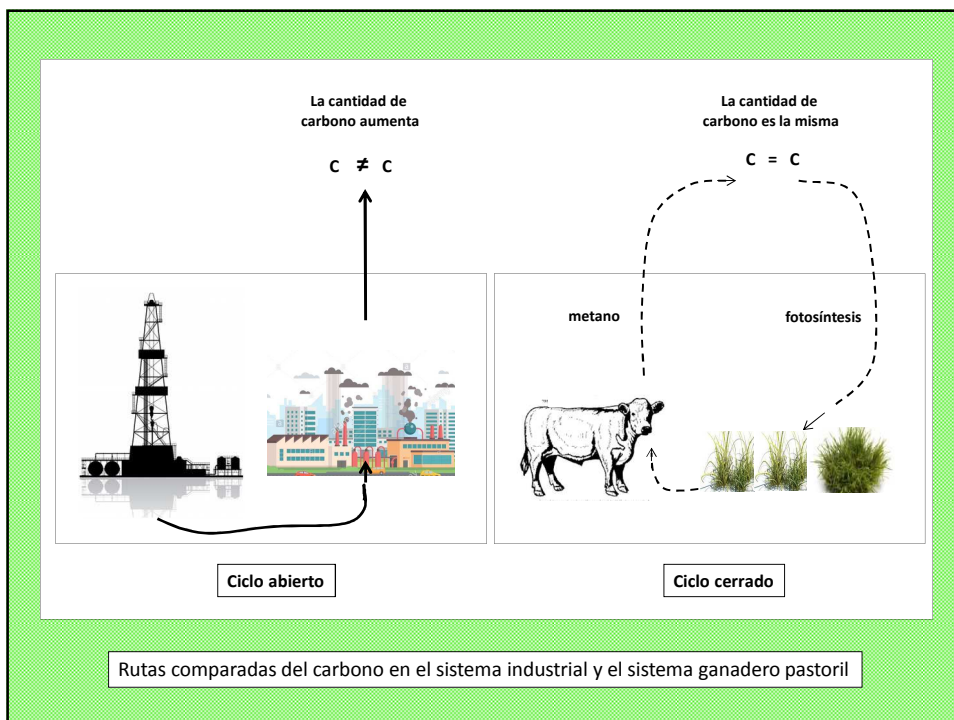 La cantidad de
carbono aumenta
C ≠ C
La cantidad de
carbono es la misma
C = C
metano
fotosíntesis
Ciclo abierto
Ciclo cerrado
Rutas comparadas del carbono en el sistema industrial y el sistema ganadero pastoril